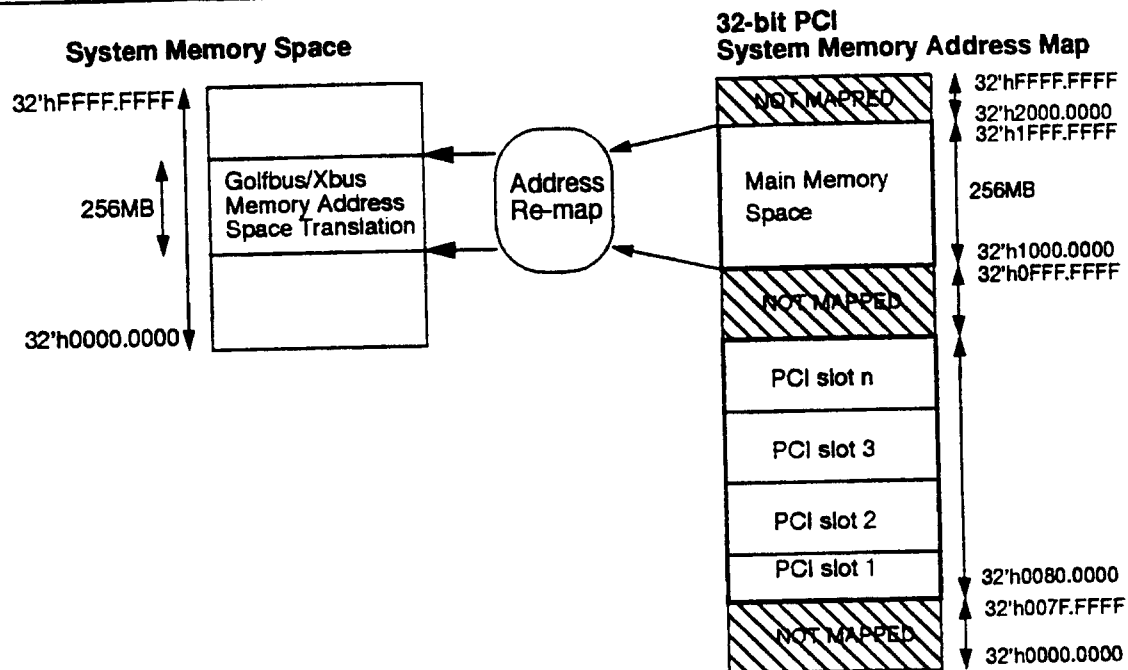 System Memory Space
32'hFFFF.FFFF
256MB
Golfbus/Xbus
Memory Address
Space Translation
32'h0000.0000
Address
Re-map
32-bit PCI
System Memory Address Map
NOT MAPPED
32'hFFFF.FFFF
32'h2000.0000
32'h1FFF.FFFF
Main Memory
Space
256MB
32'h1000.0000
32'h0FFF.FFFF
NOT MAPPED
PCI slot n
PCI slot 3
PCI slot 2
PCI slot 1
32'h0080.0000
32'h007F.FFFF
NOT MAPPED
32'h0000.0000